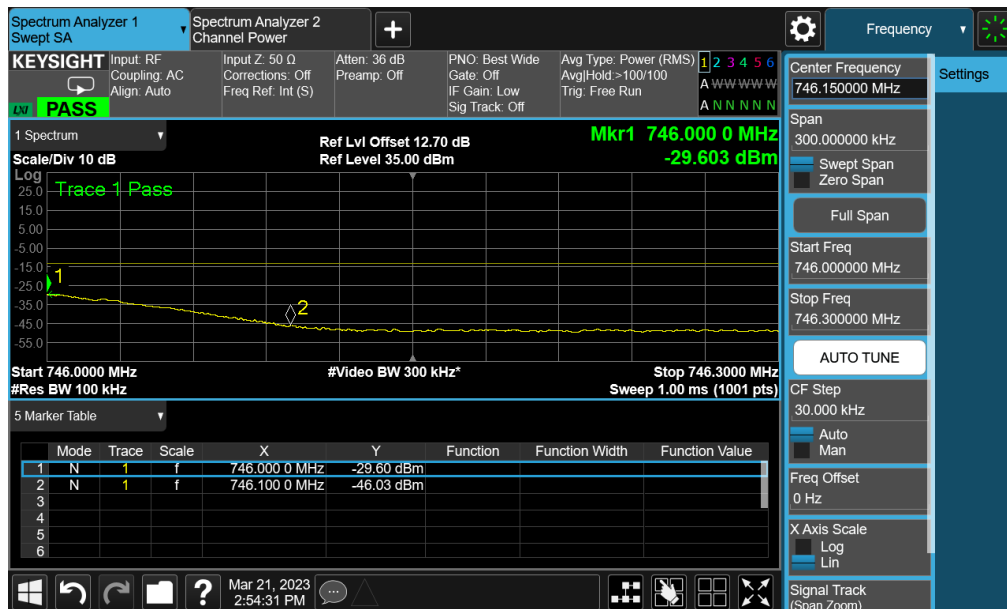 Spectrum Analyzer 1
Swept SA
Spectrum Analyzer 2
Channel Power
+
Frequency
KEYSIGHT
LXI
PASS
Input: RF
Coupling: AC
Align: Auto
Input Z: 50 Ω
Corrections: Off
Freq Ref: Int (S)
Atten: 36 dB
Preamp: Off
PNO: Best Wide
Gate: Off
IF Gain: Low
Sig Track: Off
Avg Type: Power (RMS)
Avg|Hold:>100/100
Trig: Free Run
1 2 3 4 5 6
A W W W W W
A N N N N N
1 Spectrum
Scale/Div 10 dB
Ref Lvl Offset 12.70 dB
Ref Level 35.00 dBm
Mkr1 746.000 0 MHz
-29.603 dBm
Log
Trace 1 Pass
25.0
15.0
5.00
-5.00
-15.0
-25.0
-35.0
-45.0
-55.0
1
2
Start 746.0000 MHz
#Video BW 300 kHz*
Stop 746.3000 MHz
#Res BW 100 kHz
Sweep 1.00 ms (1001 pts)
5 Marker Table
Mode Trace Scale X Y Function Function Width Function Value
1 N 1 f 746.000 0 MHz -29.60 dBm
2 N 1 f 746.100 0 MHz -46.03 dBm
3
4
5
6
?
Mar 21, 2023
2:54:31 PM
Center Frequency
746.150000 MHz
Settings
Span
300.000000 kHz
Swept Span
Zero Span
Full Span
Start Freq
746.000000 MHz
Stop Freq
746.300000 MHz
AUTO TUNE
CF Step
30.000 kHz
Auto
Man
Freq Offset
0 Hz
X Axis Scale
Log
Lin
Signal Track
(Span Zoom)